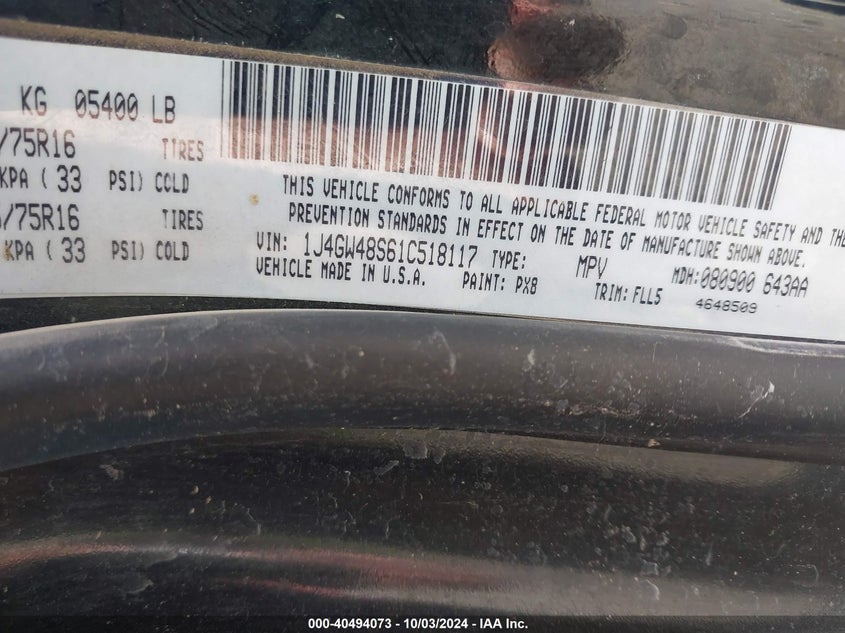 KG 05400 LB
/75R16 TIRES
KPA ( 33 PSI) COLD
/75R16 TIRES
KPA ( 33 PSI) COLD
THIS VEHICLE CONFORMS TO ALL APPLICABLE FEDERAL MOTOR VEHICLE SAFETY AND THE
PREVENTION STANDARDS IN EFFECT ON THE DATE OF MANUFACTURE SHOWN ABOVE.
VIN: 1J4GW48S61C518117 TYPE: MPV MDH:080900 643AA
VEHICLE MADE IN U.S.A. PAINT: PX8 TRIM: FLL5 4648509
000-40494073 - 10/03/2024 - IAA Inc.